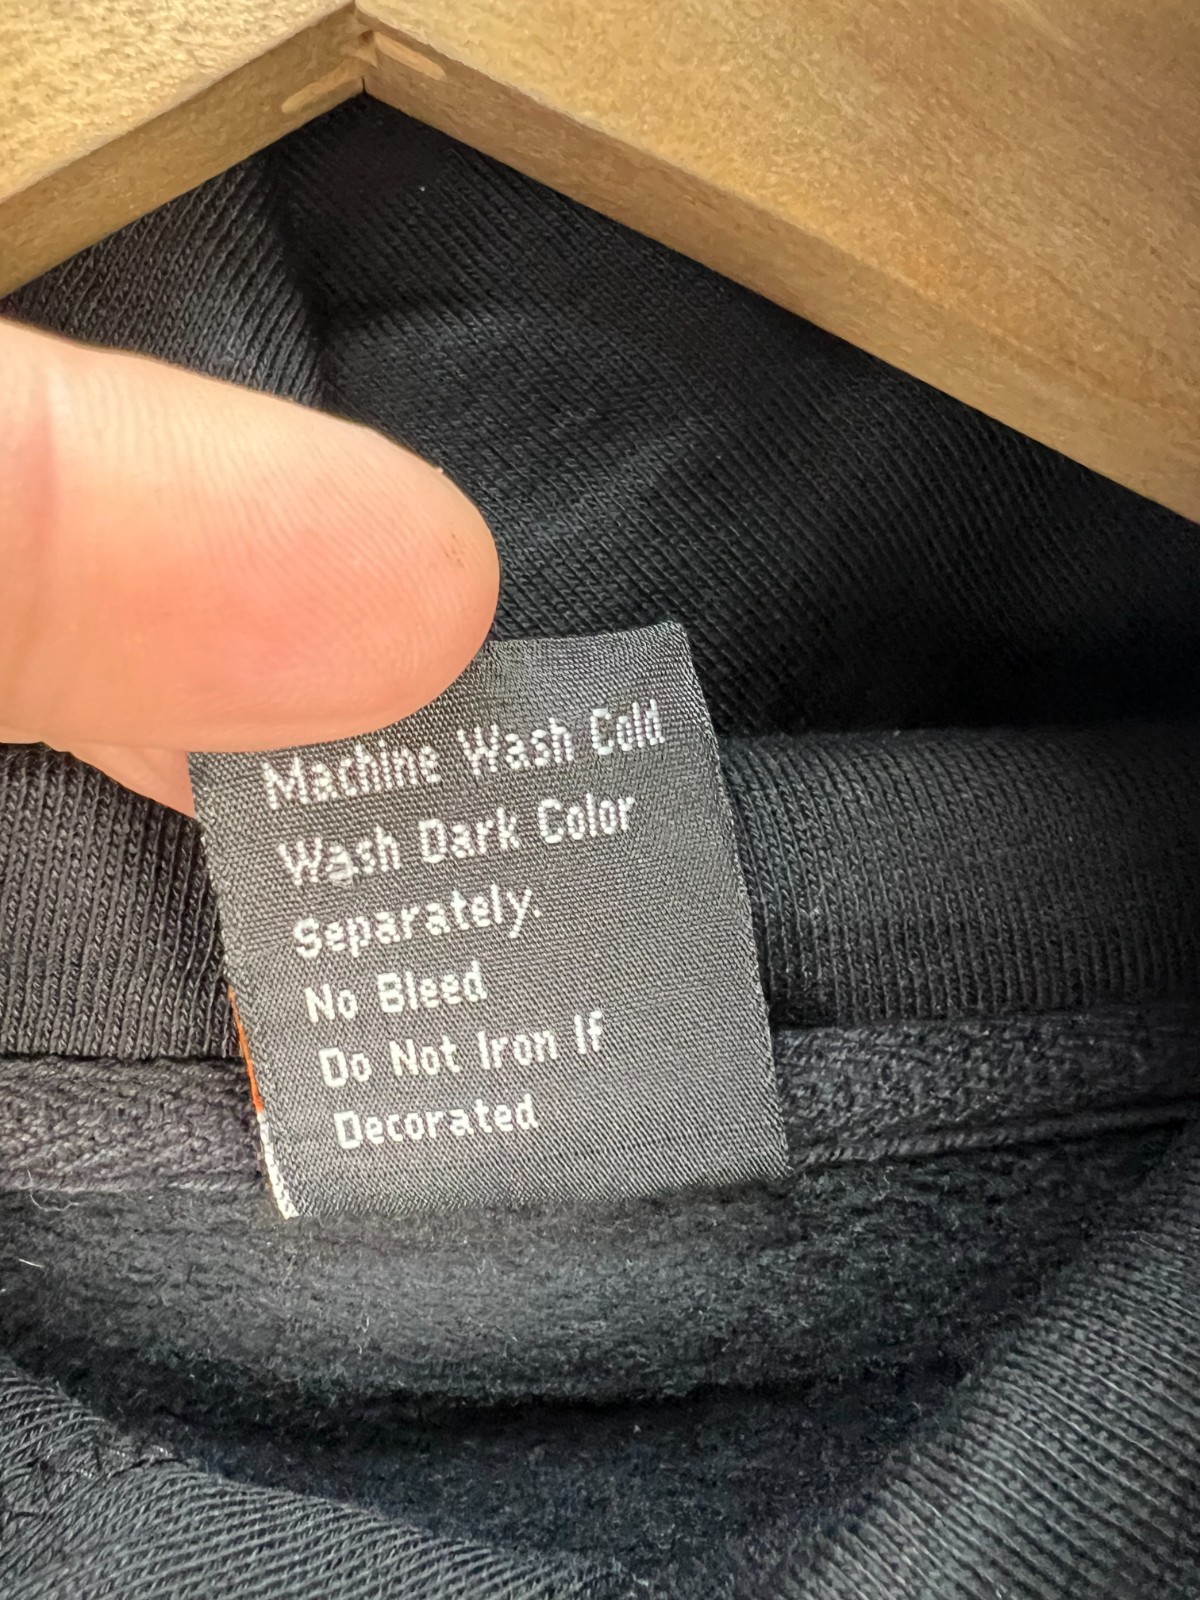 Machine Wash Cold
Wash Dark Color
Separately.
No Bleed
Do Not Iron If
Decorated